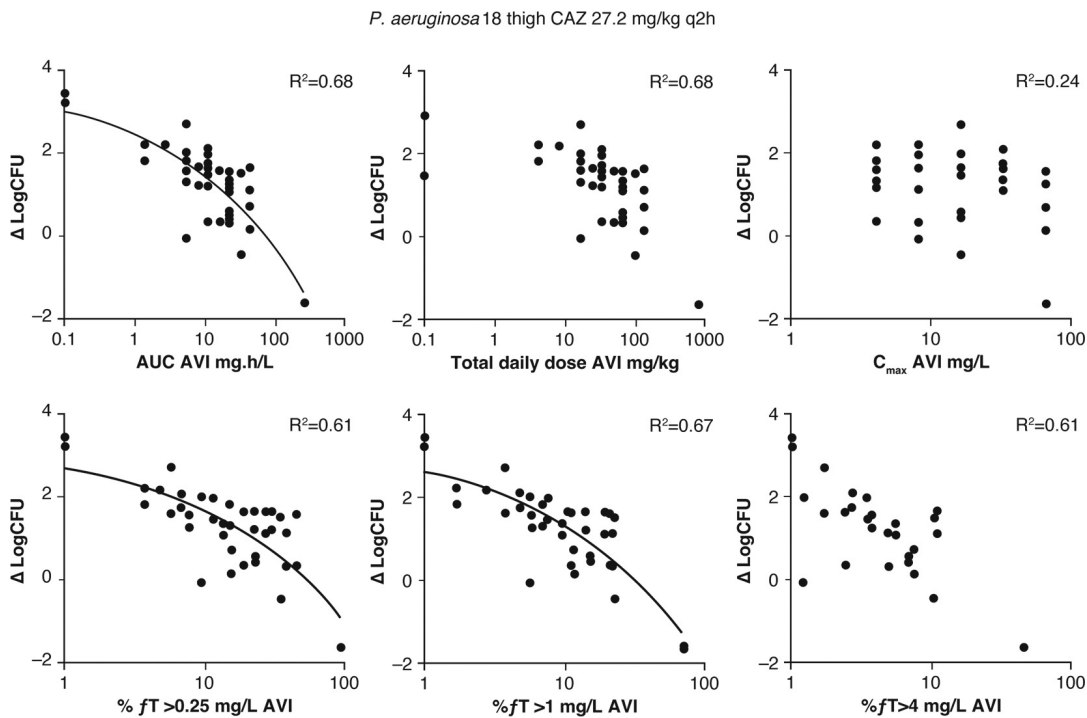 P. aeruginosa 18 thigh CAZ 27.2 mg/kg q2h
R²=0.68
4
2
0
–2
Δ LogCFU
0.1 1 10 100 1000
AUC AVI mg.h/L
R²=0.68
4
2
0
–2
Δ LogCFU
0.1 1 10 100 1000
Total daily dose AVI mg/kg
R²=0.24
4
2
0
–2
Δ LogCFU
1 10 100
Cmax AVI mg/L
R²=0.61
4
2
0
–2
Δ LogCFU
1 10 100
% ƒT >0.25 mg/L AVI
R²=0.67
4
2
0
–2
Δ LogCFU
1 10 100
%ƒT >1 mg/L AVI
R²=0.61
4
2
0
–2
Δ LogCFU
1 10 100
%ƒT>4 mg/L AVI